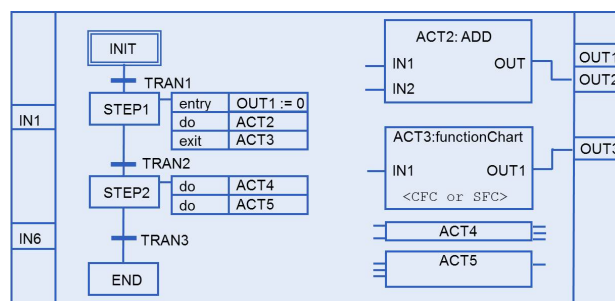 INIT
TRAN1
STEP1
entry OUT1 := 0
do ACT2
exit ACT3
TRAN2
STEP2
do ACT4
do ACT5
TRAN3
END
IN1
IN6
ACT2: ADD
IN1 OUT
IN2
ACT3:functionChart
IN1 OUT1
<CFC or SFC>
ACT4
ACT5
OUT1
OUT2
OUT3